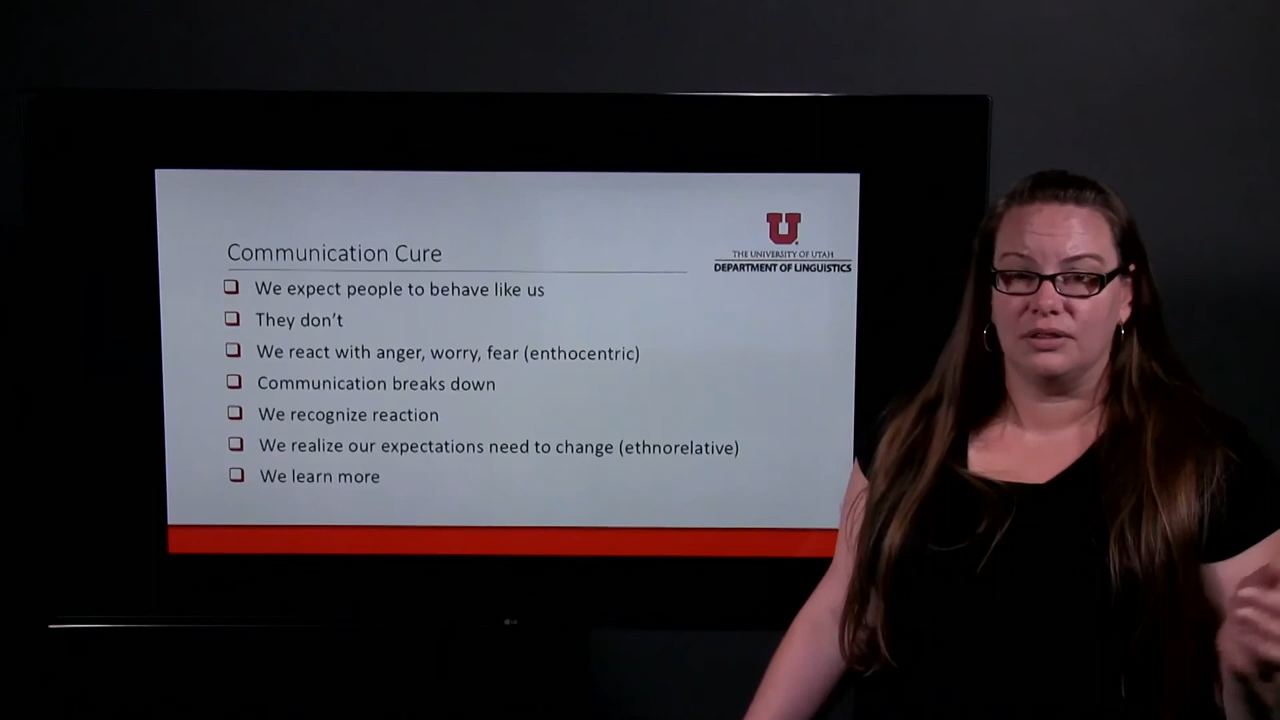 U
THE UNIVERSITY OF UTAH
DEPARTMENT OF LINGUISTICS
Communication Cure
We expect people to behave like us
They don't
We react with anger, worry, fear (enthocentric)
Communication breaks down
We recognize reaction
We realize our expectations need to change (ethnorelative)
We learn more
LG